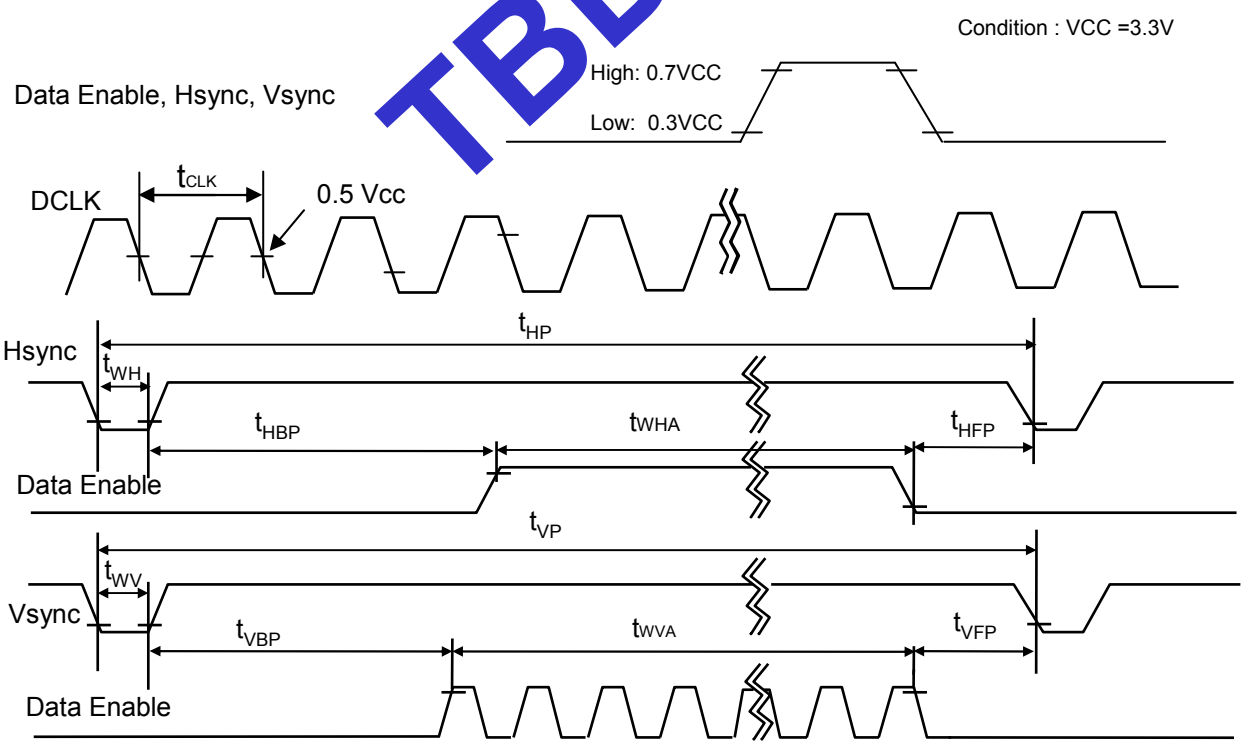 Condition : VCC =3.3V
TBD
High: 0.7VCC
Data Enable, Hsync, Vsync
Low: 0.3VCC
tCLK
DCLK
0.5 Vcc
tHP
Hsync
tWH
tHBP
tWHA
tHFP
Data Enable
tVP
tWV
Vsync
tVBP
tWVA
tVFP
Data Enable